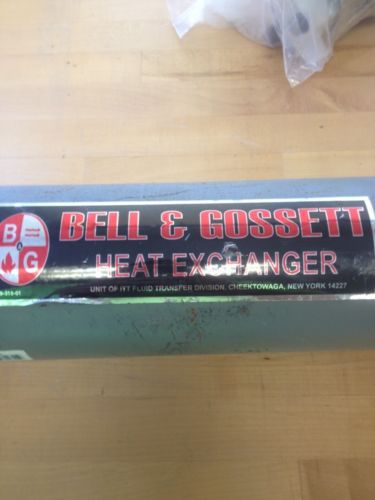 B & G
BELL & GOSSETT
HEAT EXCHANGER
UNIT OF ITT FLUID TRANSFER DIVISION, CHEEKTOWAGA, NEW YORK 14227